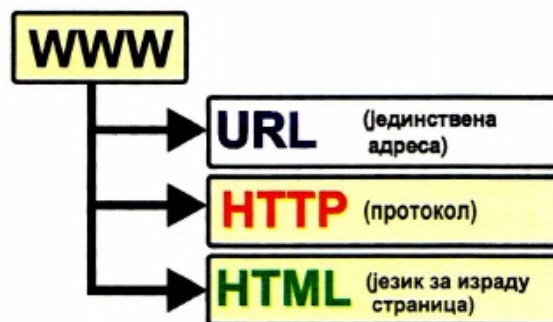 WWW
URL (јединствена
адреса)
HTTP (протокол)
HTML (језик за израду
страница)